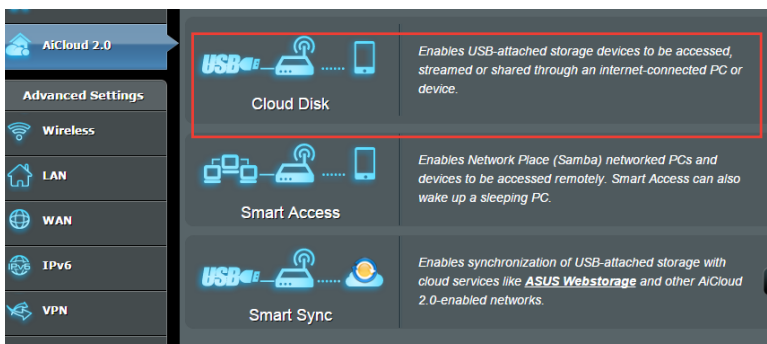 AiCloud 2.0
Advanced Settings
Wireless
LAN
WAN
IPv6
IPv6
VPN
USB
Cloud Disk
Enables USB-attached storage devices to be accessed,
streamed or shared through an internet-connected PC or
device.
Smart Access
Enables Network Place (Samba) networked PCs and
devices to be accessed remotely. Smart Access can also
wake up a sleeping PC.
USB
Smart Sync
Enables synchronization of USB-attached storage with
cloud services like ASUS Webstorage and other AiCloud
2.0-enabled networks.